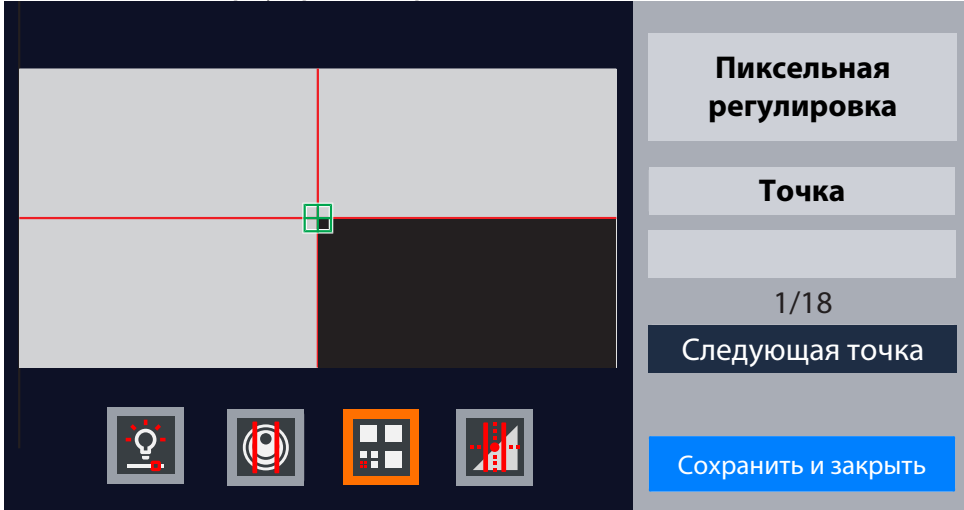 Пиксельная
регулировка
Точка
1/18
Следующая точка
Сохранить и закрыть